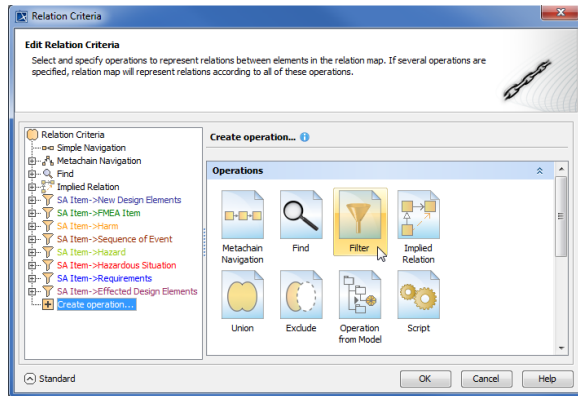 Relation Criteria
Edit Relation Criteria
Select and specify operations to represent relations between elements in the relation map. If several operations are
specified, relation map will represent relations according to all of these operations.
Relation Criteria
Simple Navigation
Metachain Navigation
Find
Implied Relation
SA Item->New Design Elements
SA Item->FMEA Item
SA Item->Harm
SA Item->Sequence of Event
SA Item->Hazard
SA Item->Hazardous Situation
SA Item->Requirements
SA Item->Effected Design Elements
Create operation...
Create operation...
Operations
Metachain
Navigation
Find
Filter
Implied
Relation
Union
Exclude
Operation
from Model
Script
Standard
OK
Cancel
Help